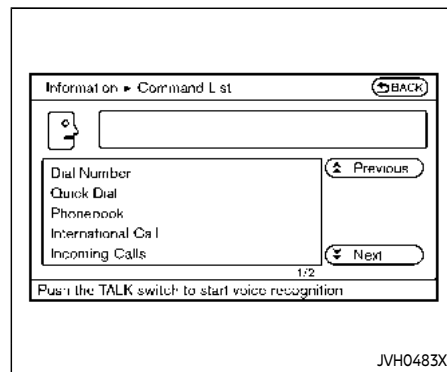 Information ▸ Command List
BACK
Dial Number
Quick Dial
Phonebook
International Call
Incoming Calls
Previous
Next
1/2
Push the TALK switch to start voice recognition
JVH0483X